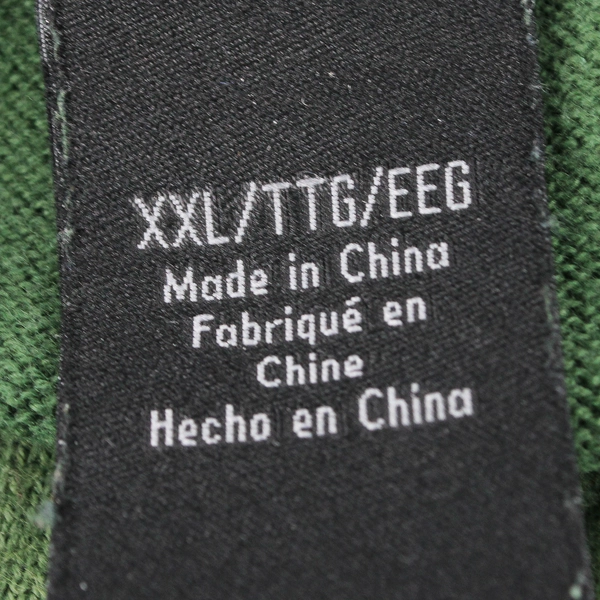 XXL/TTG/EEG
Made in China
Fabriqué en
Chine
Hecho en China